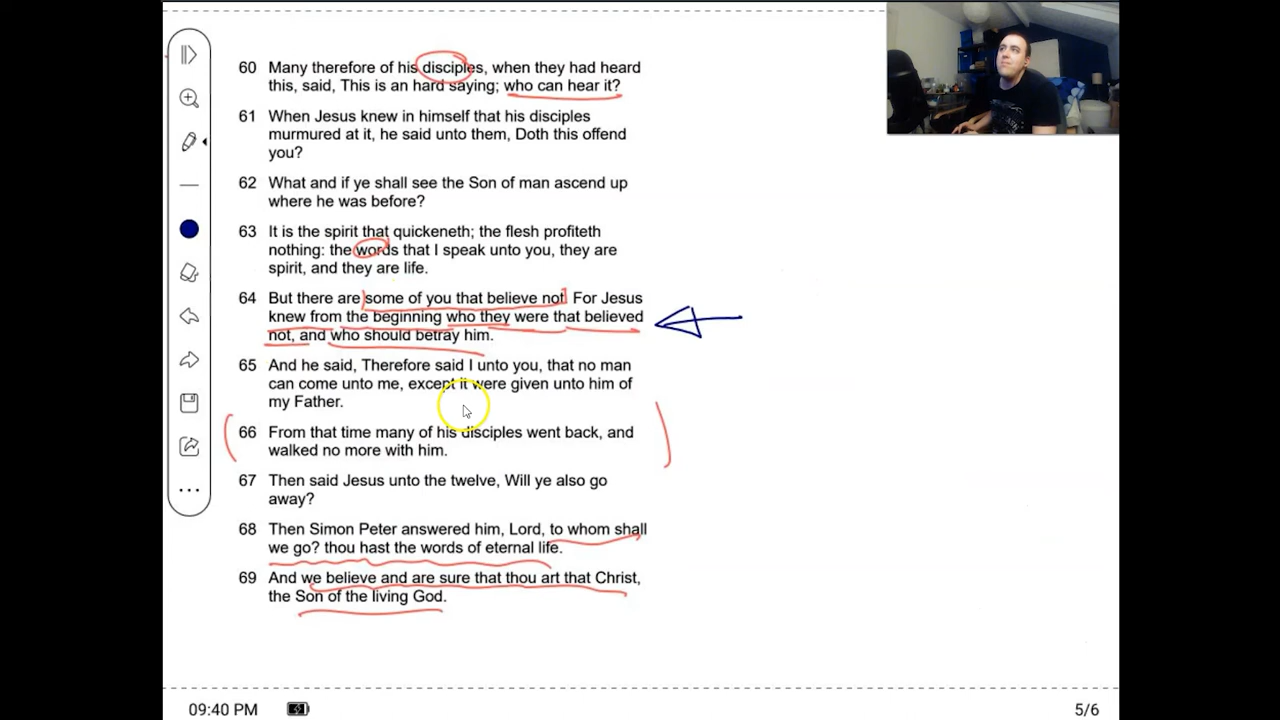 60 Many therefore of his disciples, when they had heard
this, said, This is an hard saying; who can hear it?
61 When Jesus knew in himself that his disciples
murmured at it, he said unto them, Doth this offend
you?
62 What and if ye shall see the Son of man ascend up
where he was before?
63 It is the spirit that quickeneth; the flesh profiteth
nothing: the words that I speak unto you, they are
spirit, and they are life.
64 But there are some of you that believe not. For Jesus
knew from the beginning who they were that believed
not, and who should betray him.
65 And he said, Therefore said I unto you, that no man
can come unto me, except it were given unto him of
my Father.
66 From that time many of his disciples went back, and
walked no more with him.
67 Then said Jesus unto the twelve, Will ye also go
away?
68 Then Simon Peter answered him, Lord, to whom shall
we go? thou hast the words of eternal life.
69 And we believe and are sure that thou art that Christ,
the Son of the living God.
09:40 PM
5/6